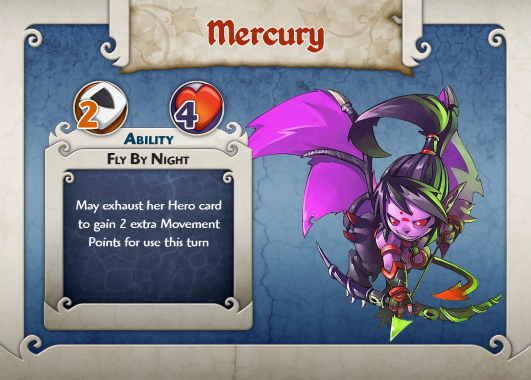 Mercury
2
4
Ability
Fly By Night
May exhaust her Hero card
to gain 2 extra Movement
Points for use this turn